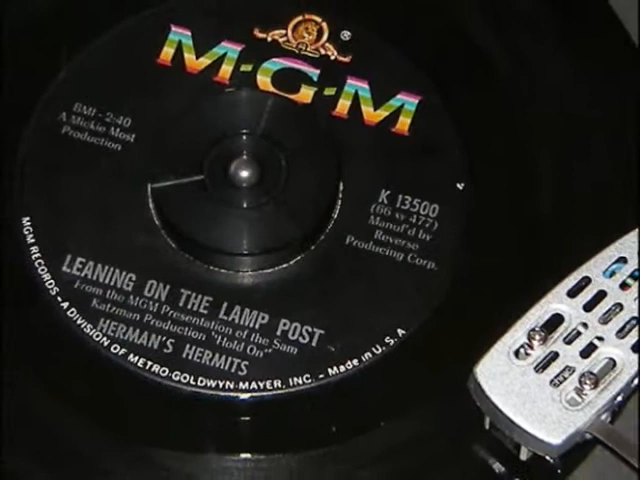 M·G·M
®
BMI - 2:40
A Mickie Most
Production
K 13500
(66 XY 477)
Manuf'd by
Reverse
Producing Corp.
LEANING ON THE LAMP POST
From the MGM Presentation of the Sam
Katzman Production "Hold On"
HERMAN'S HERMITS
MGM RECORDS - A DIVISION OF METRO-GOLDWYN-MAYER, INC. - Made in U.S.A